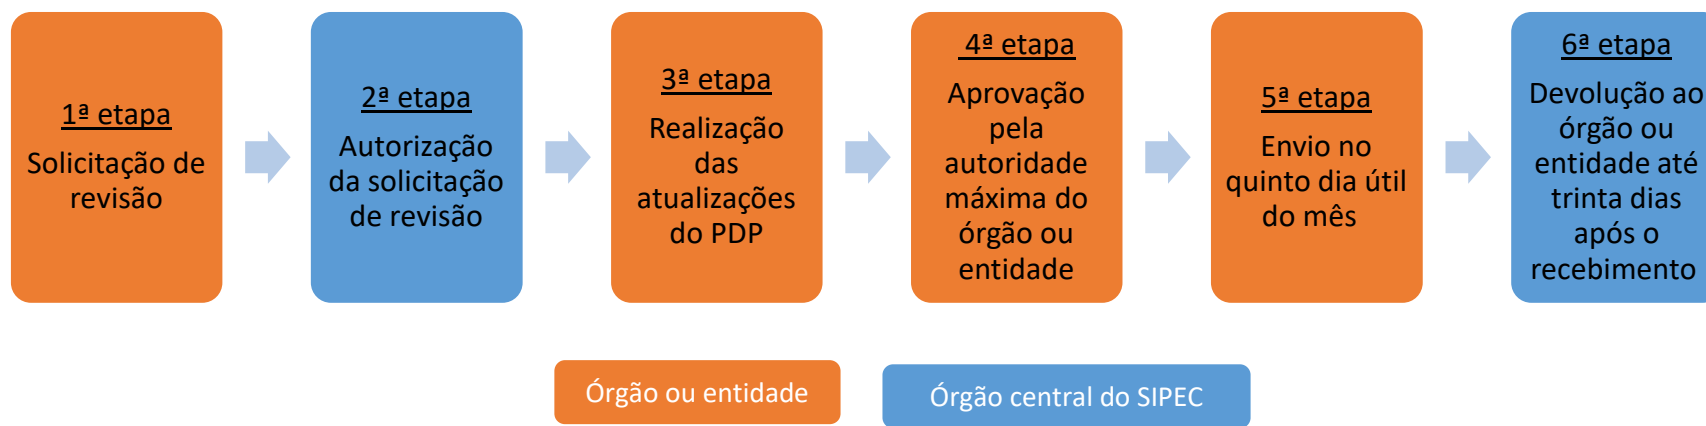 1ª etapa
Solicitação de
revisão
2ª etapa
Autorização
da solicitação
de revisão
3ª etapa
Realização
das
atualizações
do PDP
4ª etapa
Aprovação
pela
autoridade
máxima do
órgão ou
entidade
5ª etapa
Envio no
quinto dia útil
do mês
6ª etapa
Devolução ao
órgão ou
entidade até
trinta dias
após o
recebimento
Órgão ou entidade
Órgão central do SIPEC